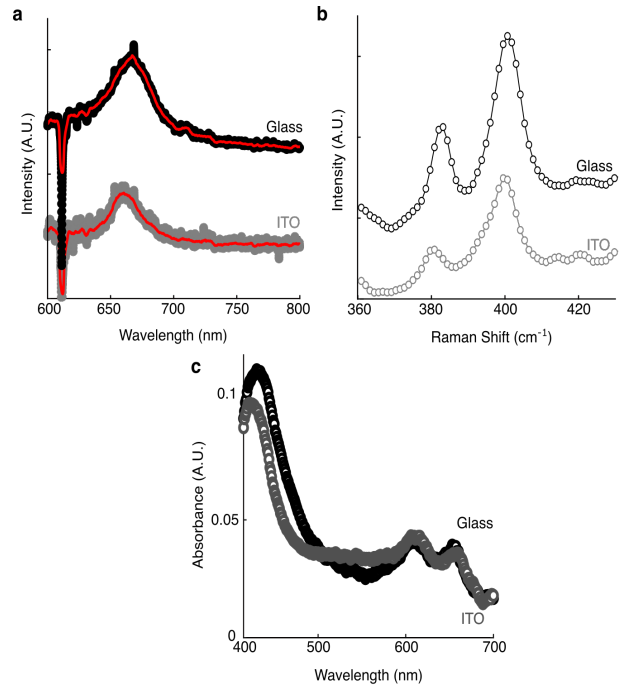 a
Intensity (A.U.)
Glass
ITO
600 650 700 750 800
Wavelength (nm)
b
Intensity (A.U.)
Glass
ITO
360 380 400 420
Raman Shift (cm-1)
c
Absorbance (A.U.)
0.1
0.05
0
Glass
ITO
400 500 600 700
Wavelength (nm)